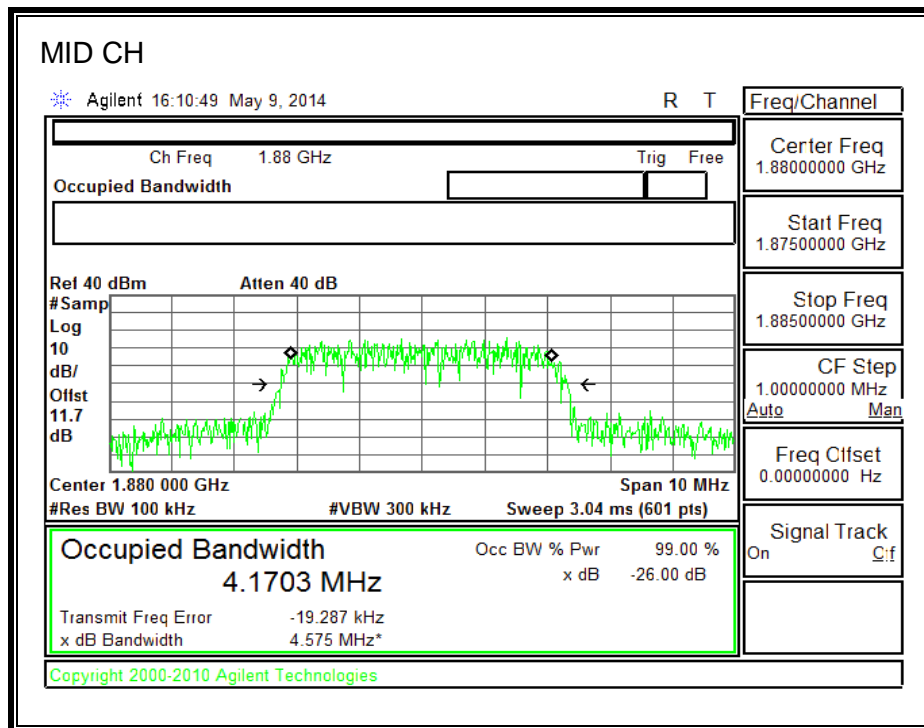 MID CH
Agilent 16:10:49 May 9, 2014 R T
Freq/Channel
Ch Freq 1.88 GHz Trig Free
Occupied Bandwidth
Center Freq
1.88000000 GHz
Start Freq
1.87500000 GHz
Stop Freq
1.88500000 GHz
CF Step
1.00000000 MHz
Auto Man
Freq Offset
0.00000000 Hz
Signal Track
On Off
Ref 40 dBm Atten 40 dB
#Samp
Log
10
dB/
Offst
11.7
dB
Center 1.880 000 GHz Span 10 MHz
#Res BW 100 kHz #VBW 300 kHz Sweep 3.04 ms (601 pts)
Occupied Bandwidth Occ BW % Pwr 99.00 %
4.1703 MHz x dB -26.00 dB
Transmit Freq Error -19.287 kHz
x dB Bandwidth 4.575 MHz*
Copyright 2000-2010 Agilent Technologies